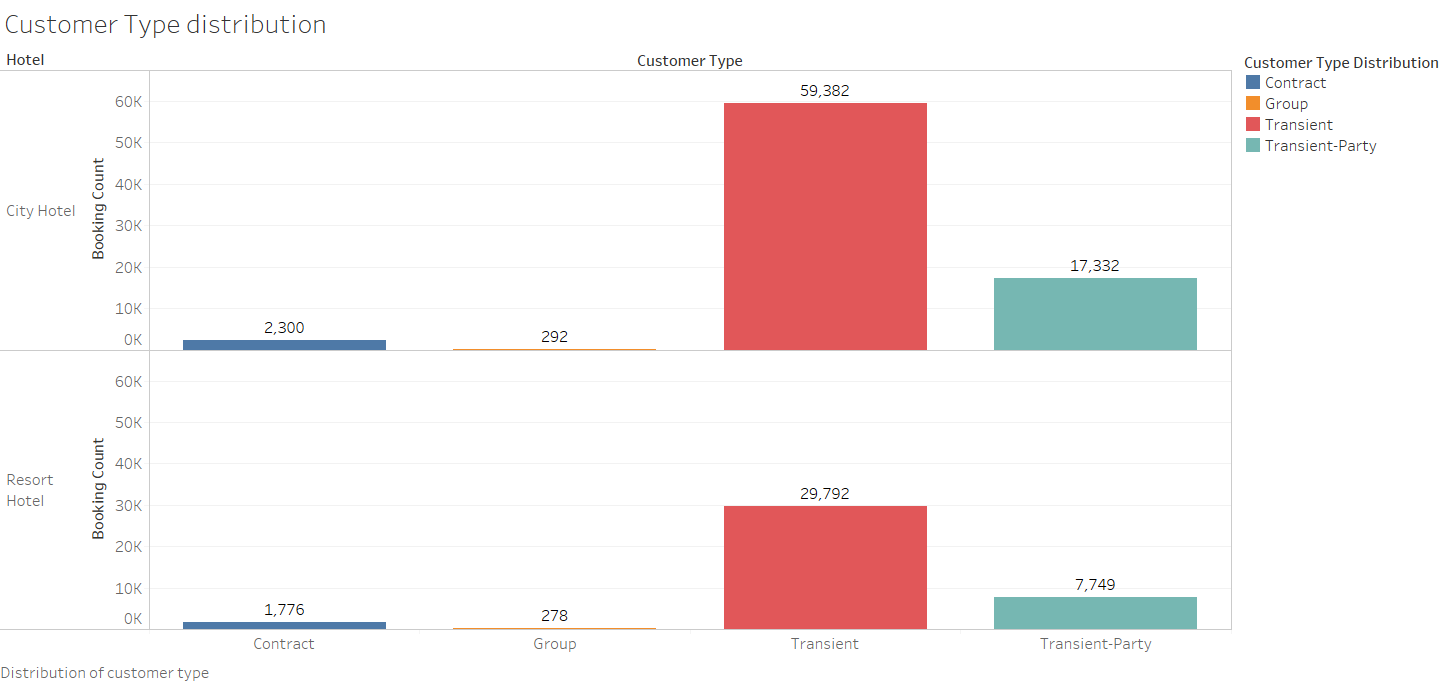 Customer Type distribution
Hotel
Customer Type
Customer Type Distribution
Contract
Group
Transient
Transient-Party
City Hotel
Booking Count
60K
50K
40K
30K
20K
10K
0K
2,300
292
59,382
17,332
Resort
Hotel
Booking Count
60K
50K
40K
30K
20K
10K
0K
1,776
278
29,792
7,749
Contract
Group
Transient
Transient-Party
Distribution of customer type